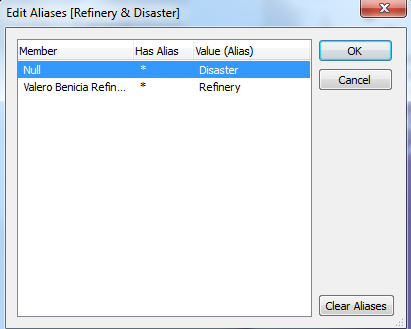 Edit Aliases [Refinery & Disaster]
Member Has Alias Value (Alias)
Null * Disaster
Valero Benicia Refin... * Refinery
OK
Cancel
Clear Aliases